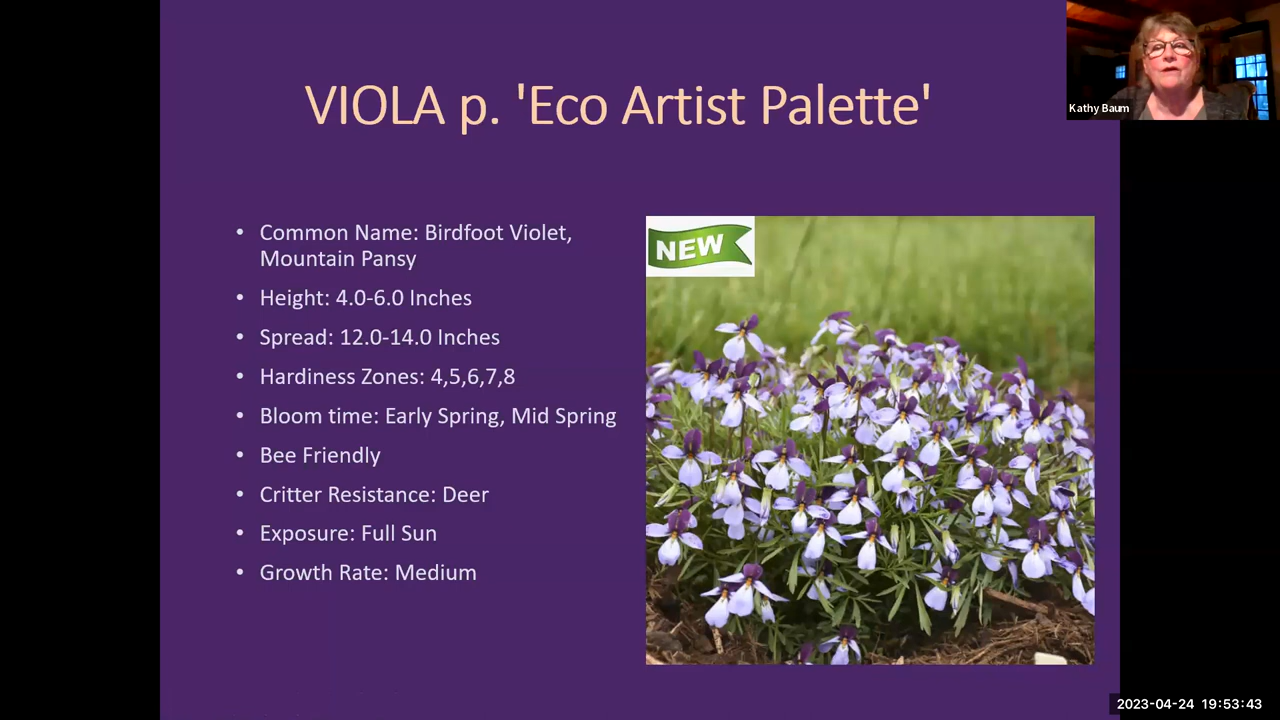 VIOLA p. 'Eco Artist Palette'
Kathy Baum
• Common Name: Birdfoot Violet,
Mountain Pansy
• Height: 4.0-6.0 Inches
• Spread: 12.0-14.0 Inches
• Hardiness Zones: 4,5,6,7,8
• Bloom time: Early Spring, Mid Spring
• Bee Friendly
• Critter Resistance: Deer
• Exposure: Full Sun
• Growth Rate: Medium
NEW
2023-04-24 19:53:43